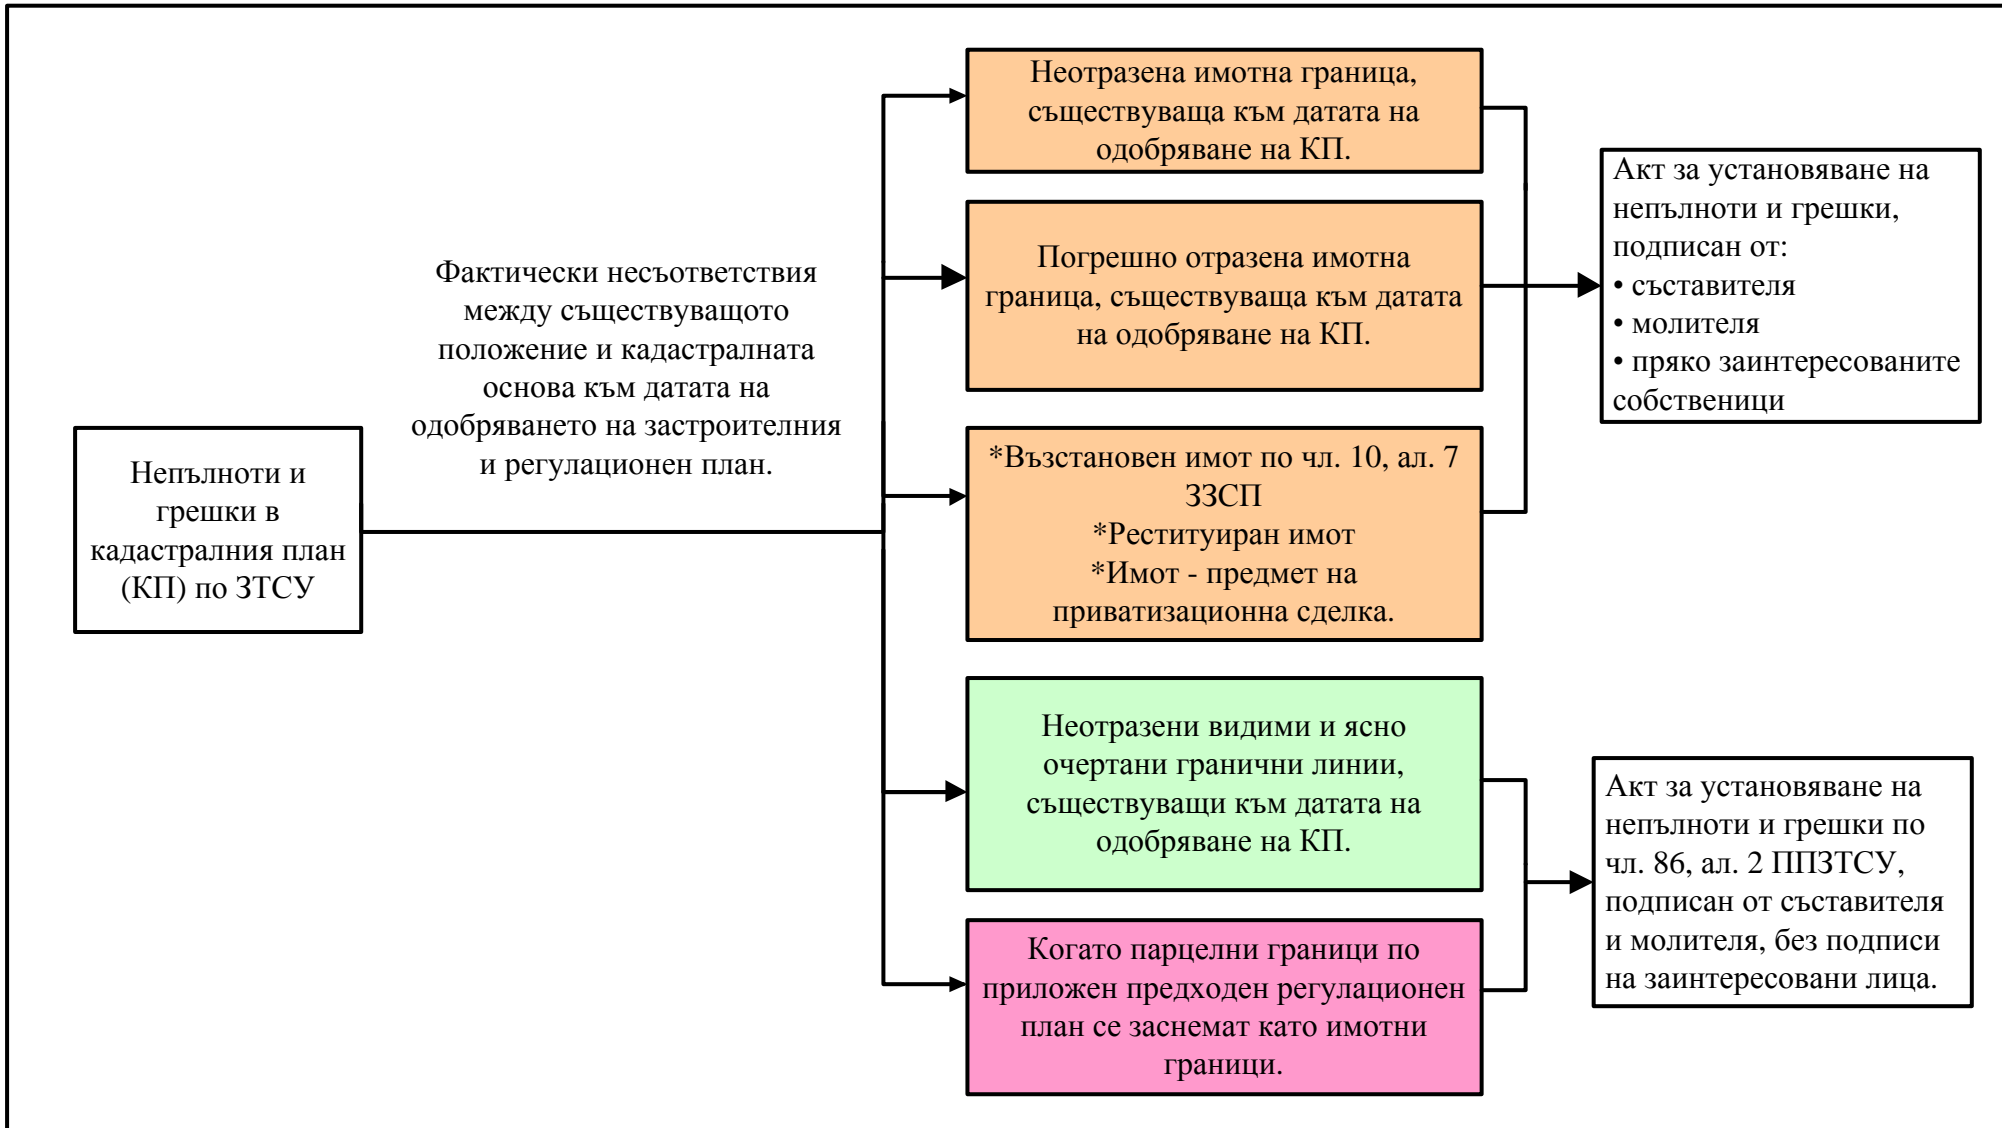 Непълноти и
грешки в
кадастралния план
(КП) по ЗТСУ
Фактически несъответствия
между съществуващото
положение и кадастралната
основа към датата на
одобряването на застроителния
и регулационен план.
Неотразена имотна граница,
съществуваща към датата на
одобряване на КП.
Погрешно отразена имотна
граница, съществуваща към датата
на одобряване на КП.
*Възстановен имот по чл. 10, ал. 7
ЗЗСП
*Реституиран имот
*Имот - предмет на
приватизационна сделка.
Неотразени видими и ясно
очертани гранични линии,
съществуващи към датата на
одобряване на КП.
Когато парцелни граници по
приложен предходен регулационен
план се заснемат като имотни
граници.
Акт за установяване на
непълноти и грешки,
подписан от:
• съставителя
• молителя
• пряко заинтересованите
собственици
Акт за установяване на
непълноти и грешки по
чл. 86, ал. 2 ППЗТСУ,
подписан от съставителя
и молителя, без подписи
на заинтересовани лица.